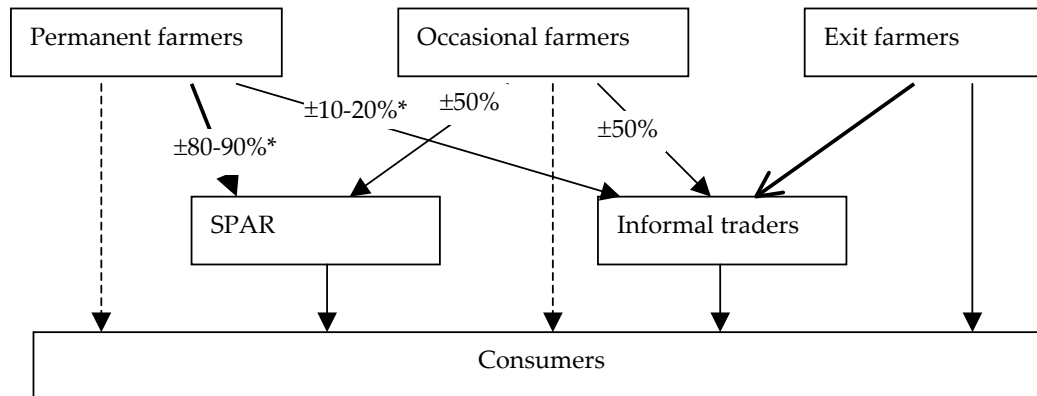 Permanent farmers
Occasional farmers
Exit farmers
±10-20%*
±50%
±50%
±80-90%*
SPAR
Informal traders
Consumers